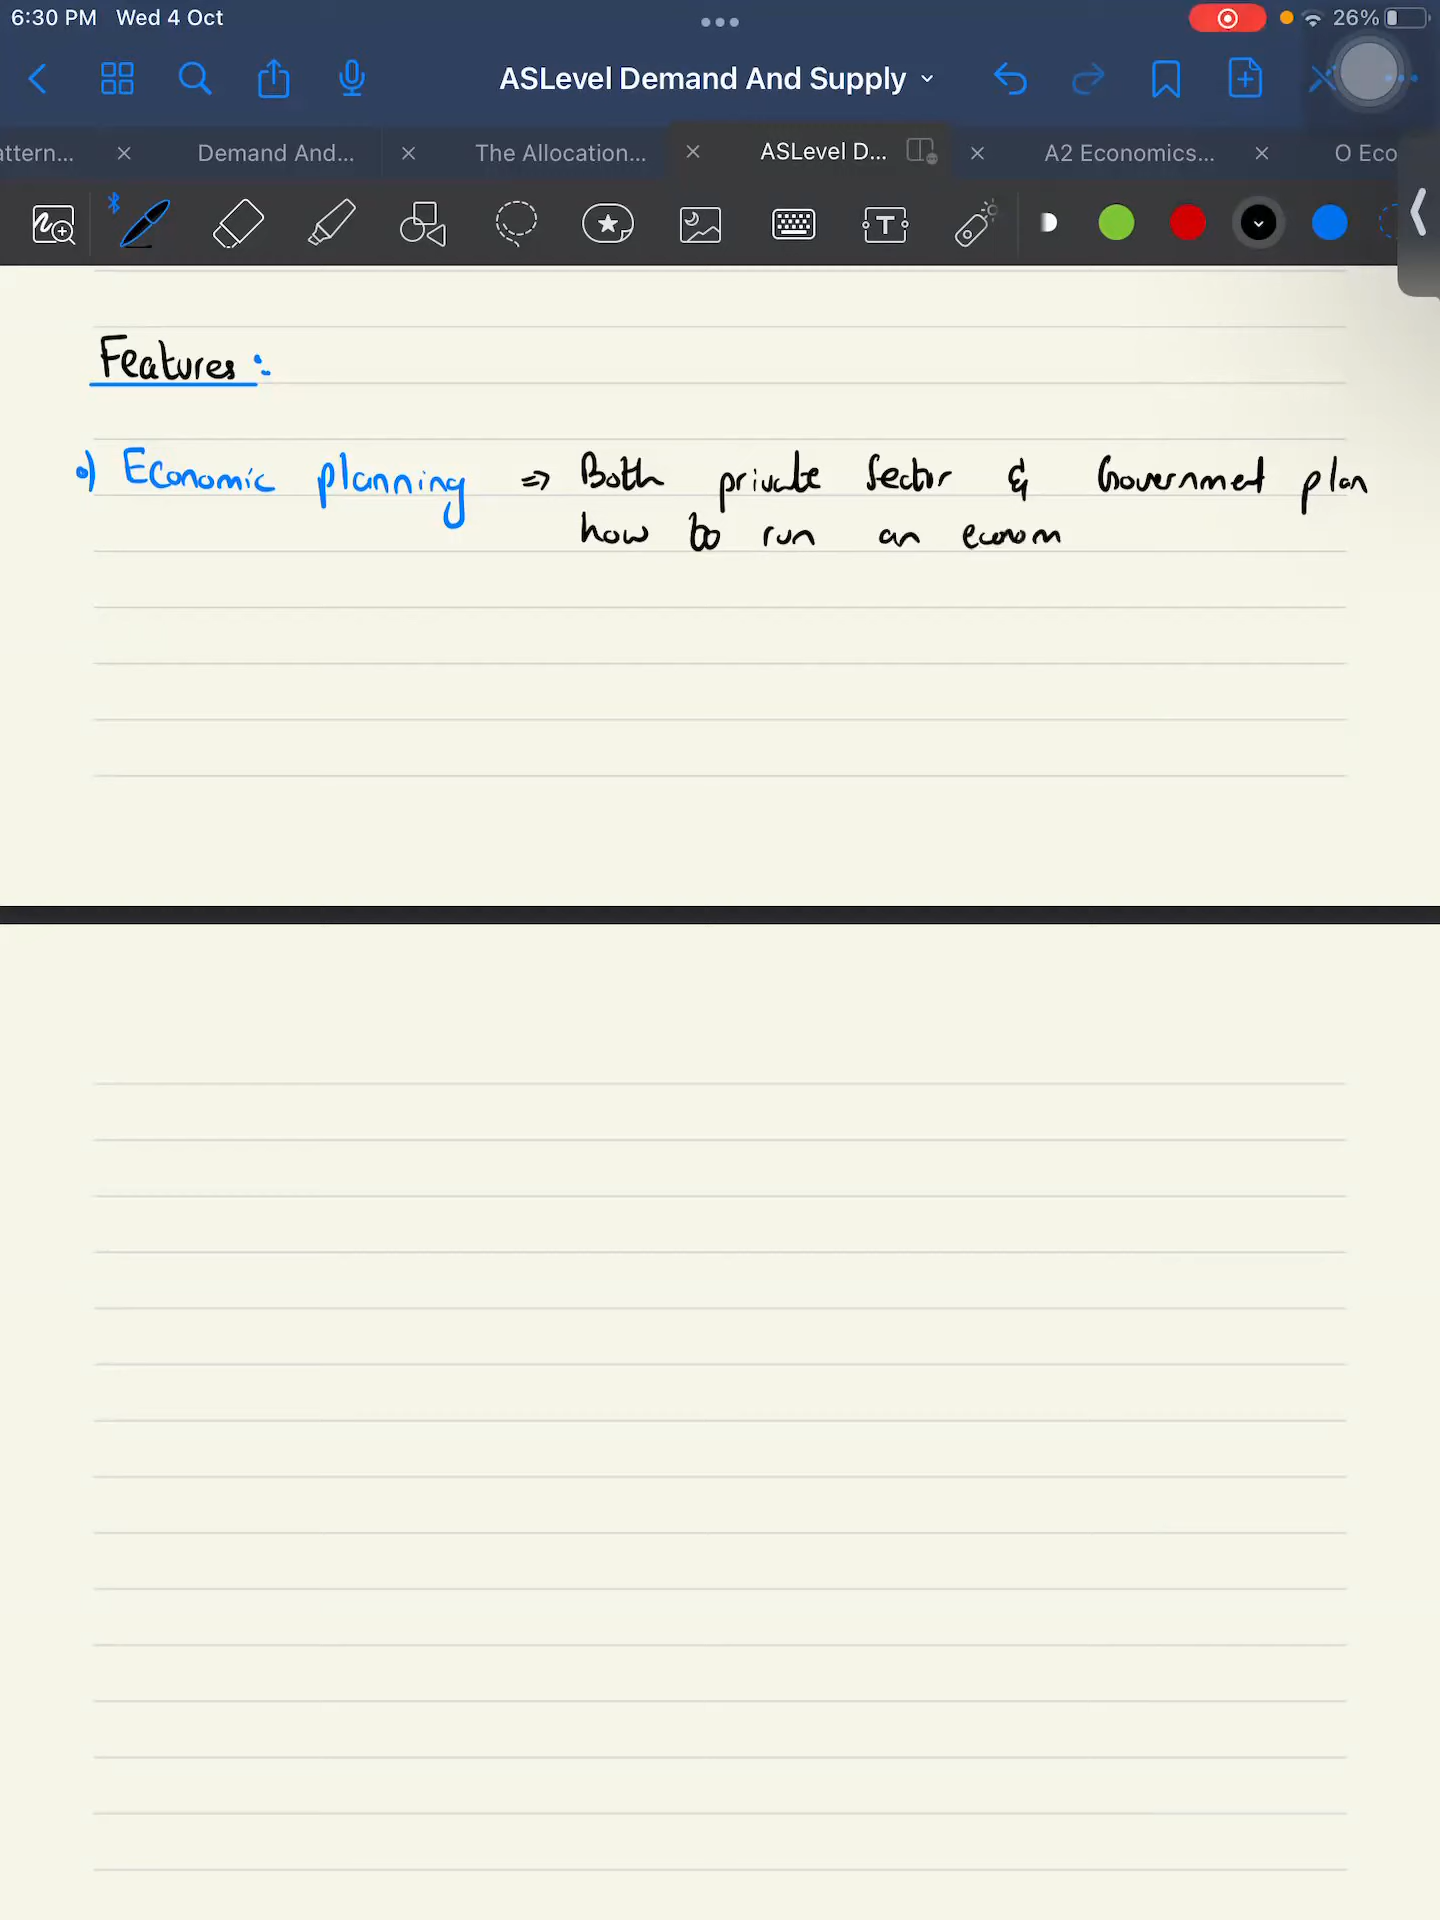 6:30 PM Wed 4 Oct
26%
ASLevel Demand And Supply
attern... Demand And... The Allocation... ASLevel D... A2 Economics... O Eco
T
Features :-
Economic planning => Both private Sector & Governmet plan
how to run an econom